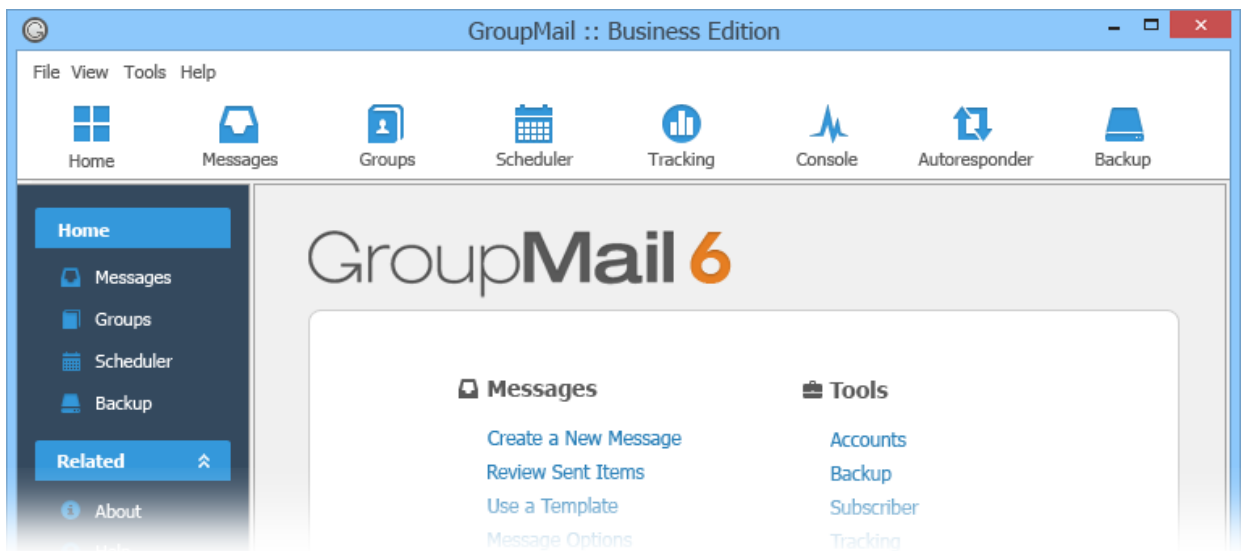 GroupMail :: Business Edition
File View Tools Help
Home Messages Groups Scheduler Tracking Console Autoresponder Backup
Home
Messages
Groups
Scheduler
Backup
Related
About
Help
GroupMail 6
Messages
Create a New Message
Review Sent Items
Use a Template
Message Options
Tools
Accounts
Backup
Subscriber
Tracking